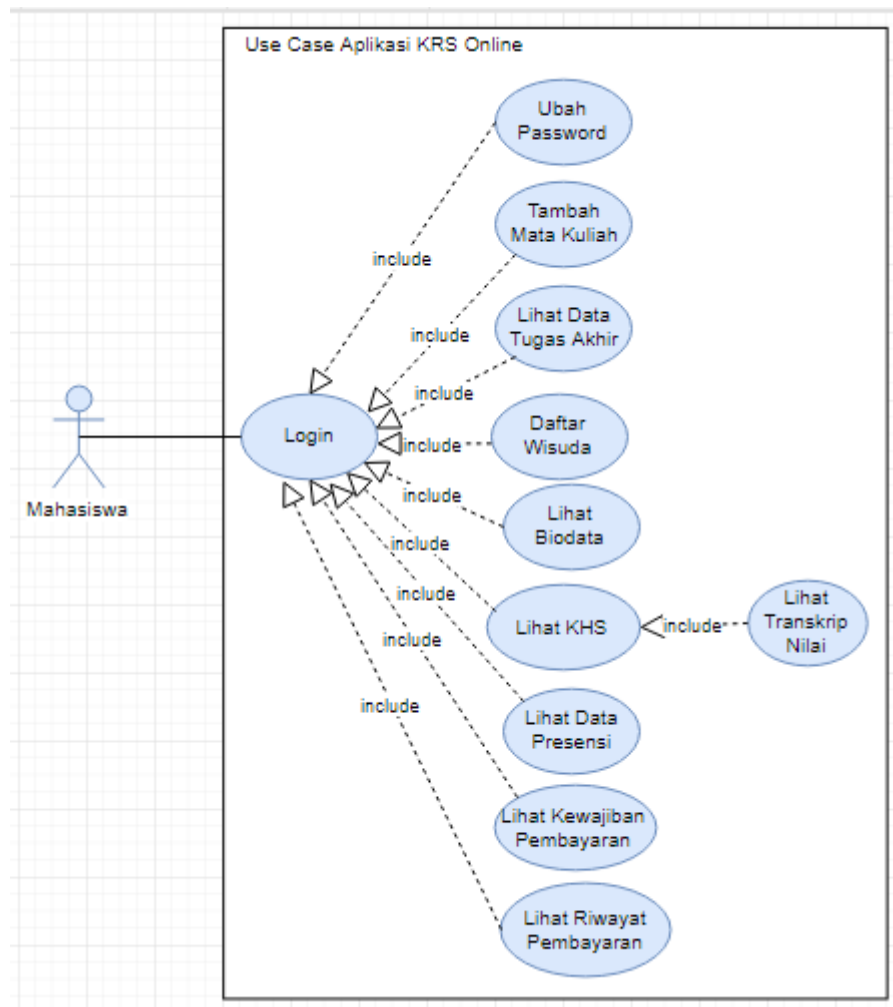 Use Case Aplikasi KRS Online
Ubah
Password
Tambah
Mata Kuliah
include
Lihat Data
Tugas Akhir
include
include
Login
Daftar
Wisuda
include
Mahasiswa
include
Lihat
Biodata
include
include
Lihat KHS
include
Lihat
Transkrip
Nilai
include
include
Lihat Data
Presensi
Lihat Kewajiban
Pembayaran
Lihat Riwayat
Pembayaran